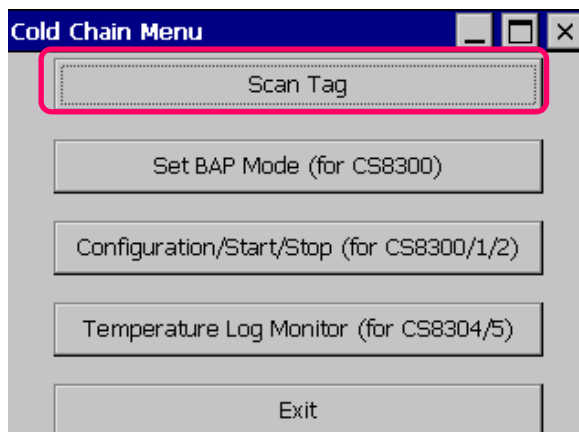 Cold Chain Menu
Scan Tag
Set BAP Mode (for CS8300)
Configuration/Start/Stop (for CS8300/1/2)
Temperature Log Monitor (for CS8304/5)
Exit